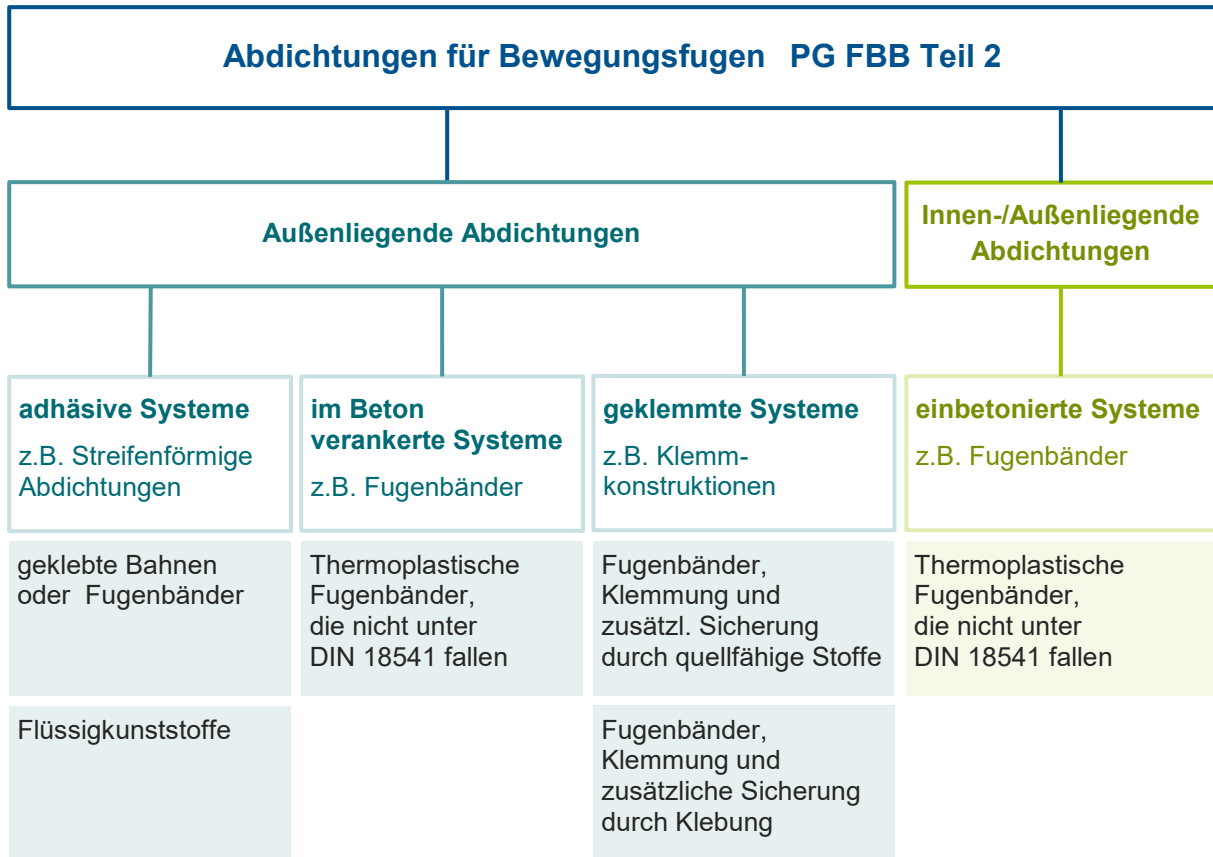 Abdichtungen für Bewegungsfugen PG FBB Teil 2
Außenliegende Abdichtungen
Innen-/Außenliegende
Abdichtungen
adhäsive Systeme
z.B. Streifenförmige
Abdichtungen
im Beton
verankerte Systeme
z.B. Fugenbänder
geklemmte Systeme
z.B. Klemm-
konstruktionen
einbetonierte Systeme
z.B. Fugenbänder
geklebte Bahnen
oder Fugenbänder
Thermoplastische
Fugenbänder,
die nicht unter
DIN 18541 fallen
Fugenbänder,
Klemmung und
zusätzl. Sicherung
durch quellfähige Stoffe
Thermoplastische
Fugenbänder,
die nicht unter
DIN 18541 fallen
Flüssigkunststoffe
Fugenbänder,
Klemmung und
zusätzliche Sicherung
durch Klebung